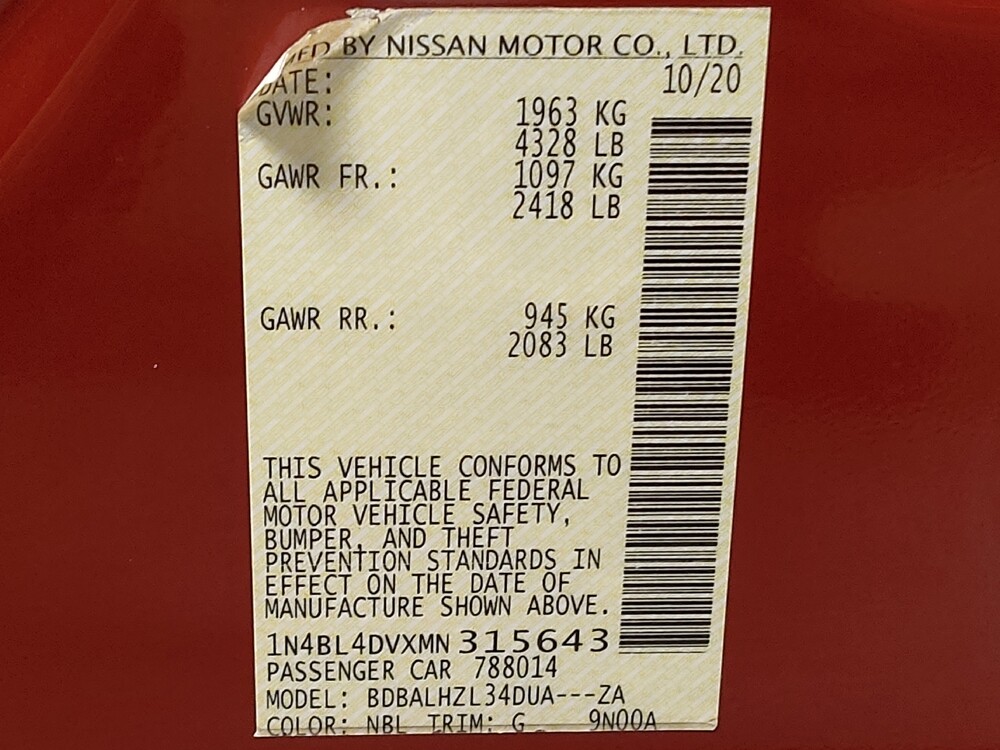 BY NISSAN MOTOR CO., LTD.
DATE: 10/20
GVWR: 1963 KG
4328 LB
GAWR FR.: 1097 KG
2418 LB
GAWR RR.: 945 KG
2083 LB
THIS VEHICLE CONFORMS TO
ALL APPLICABLE FEDERAL
MOTOR VEHICLE SAFETY,
BUMPER, AND THEFT
PREVENTION STANDARDS IN
EFFECT ON THE DATE OF
MANUFACTURE SHOWN ABOVE.
1N4BL4DVXMN 315643
PASSENGER CAR 788014
MODEL: BDBALHZL34DUA---ZA
COLOR: NBL TRIM: G 9N00A